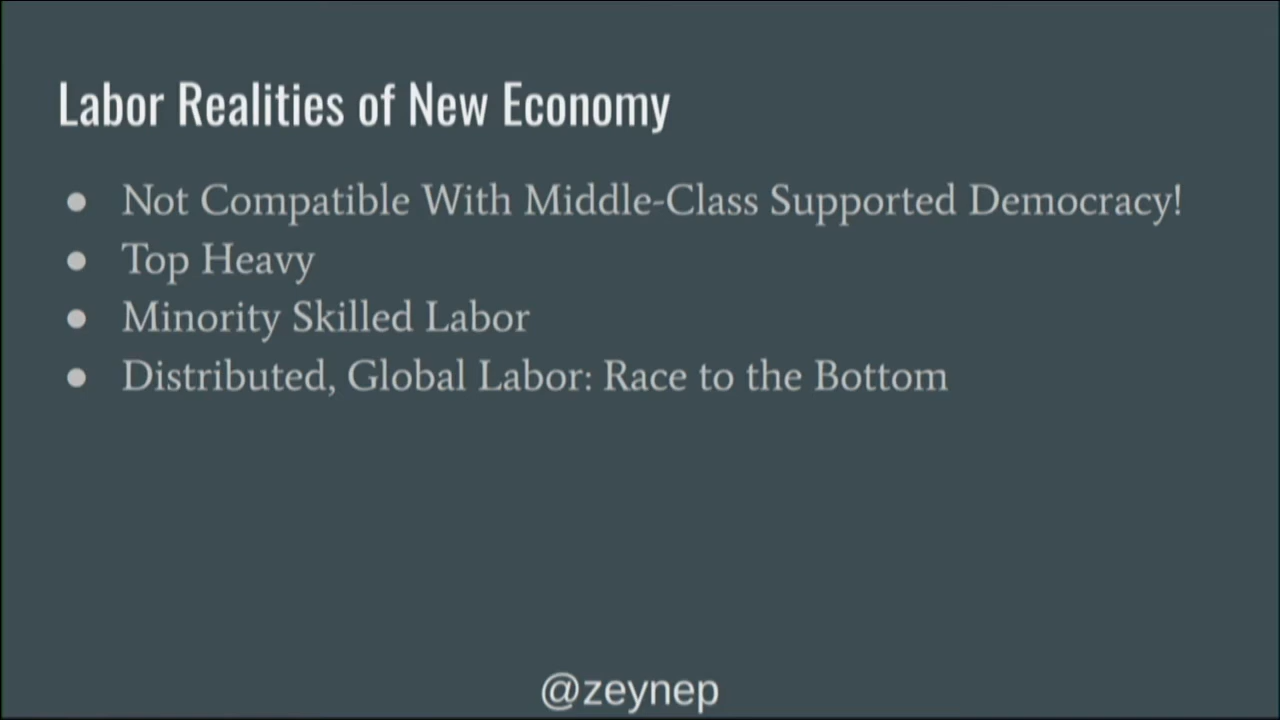 Labor Realities of New Economy
● Not Compatible With Middle-Class Supported Democracy!
● Top Heavy
● Minority Skilled Labor
● Distributed, Global Labor: Race to the Bottom
@zeynep